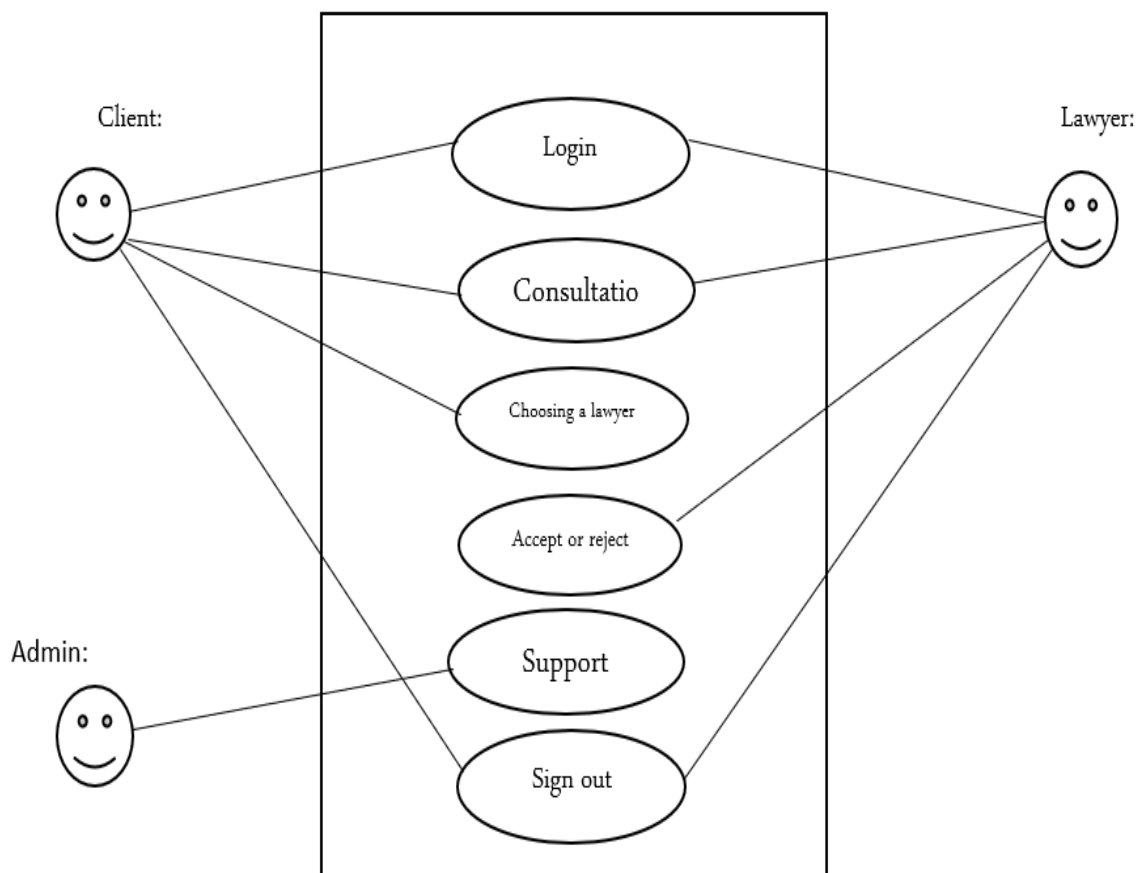 Client:
Lawyer:
Login
Consultatio
Choosing a lawyer
Accept or reject
Admin:
Support
Sign out